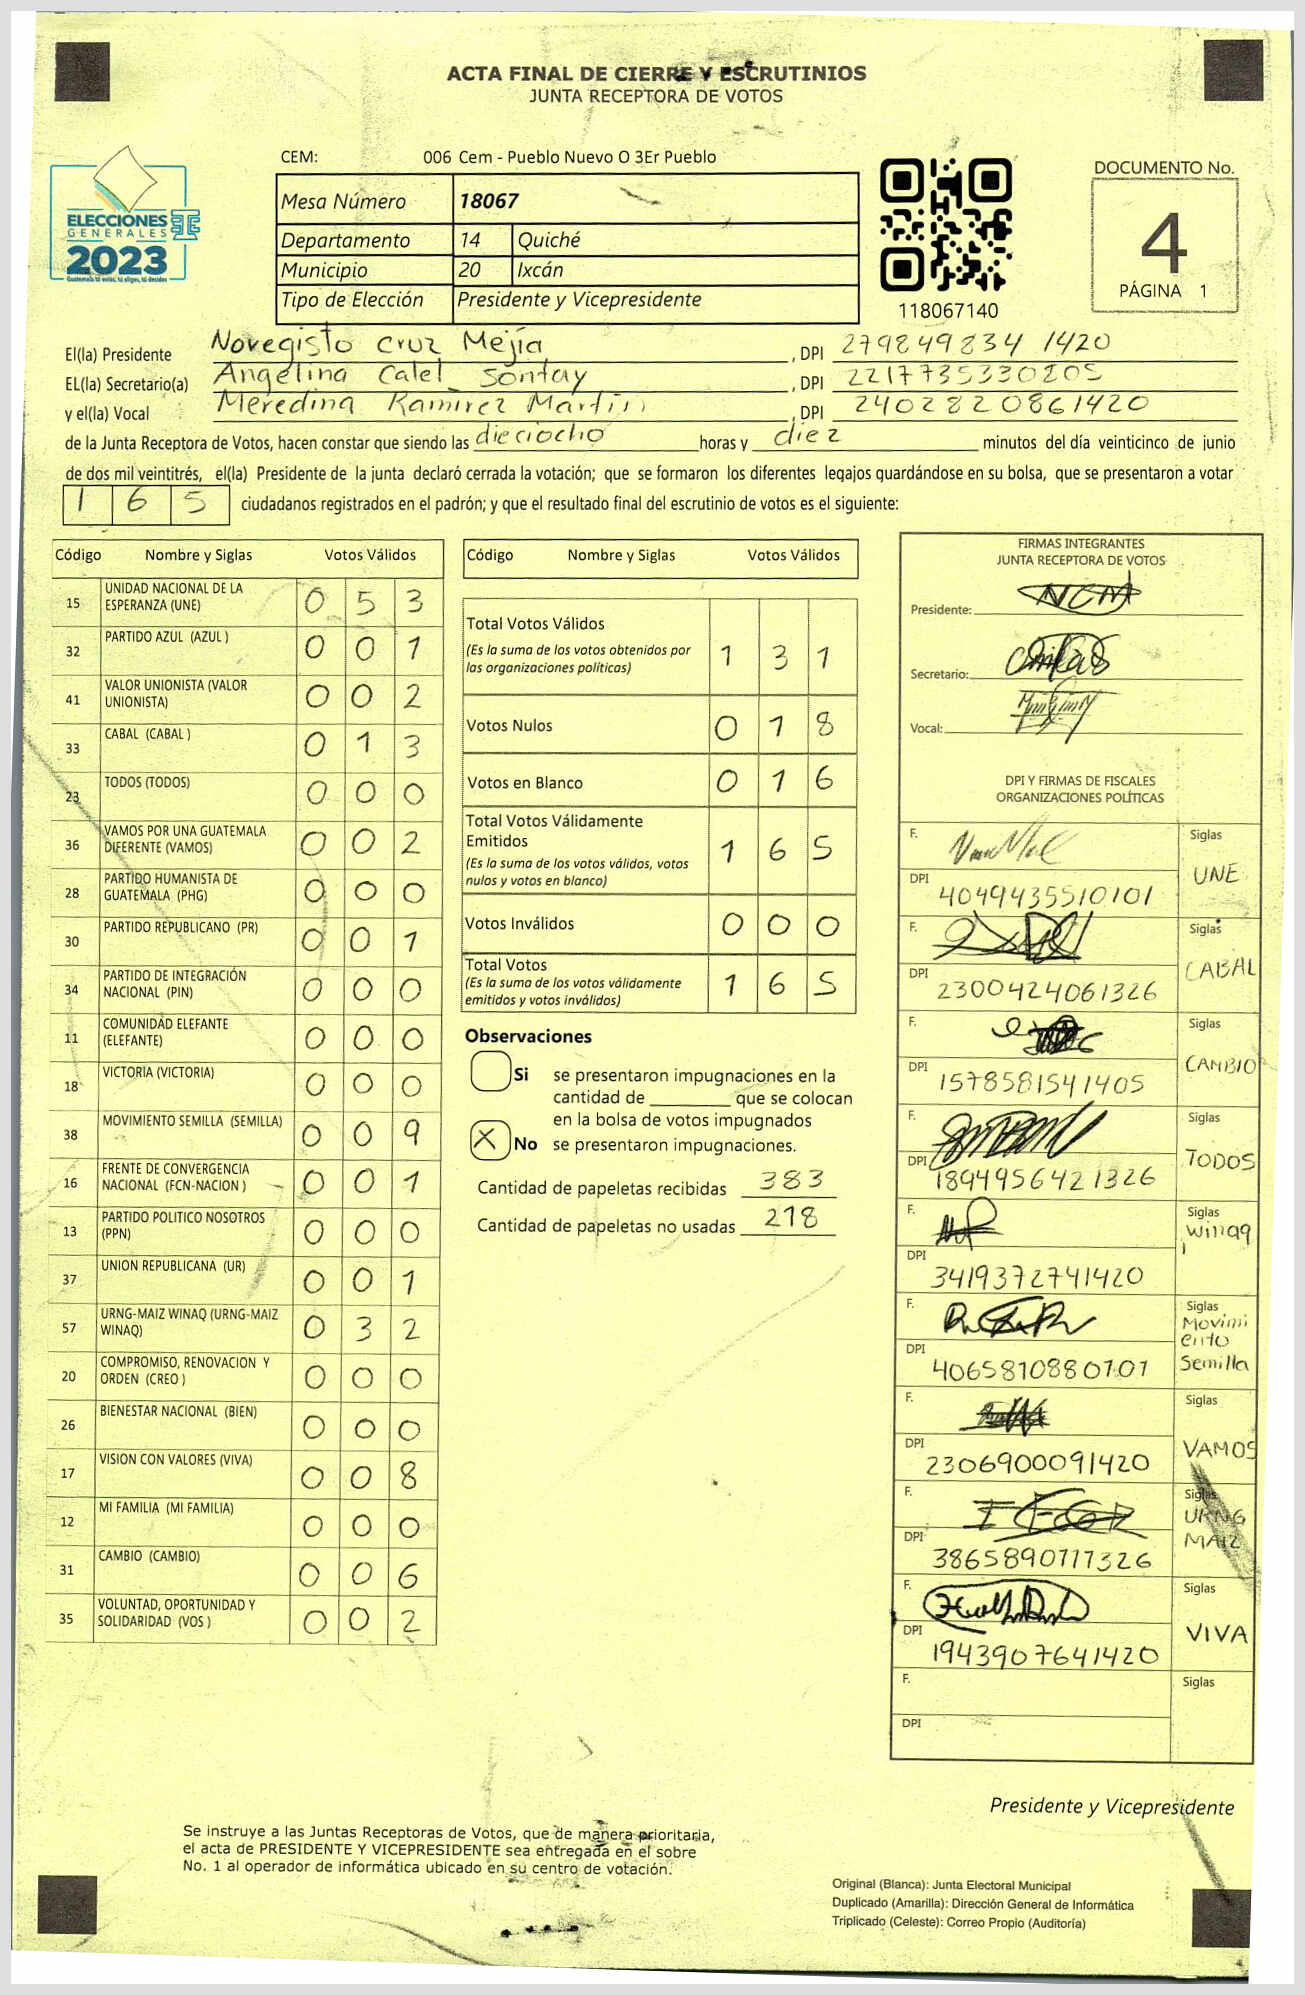 ACTA FINAL DE CIERRE Y ESCRUTINIOS
JUNTA RECEPTORA DE VOTOS
CEM: 006 Cem - Pueblo Nuevo O 3Er Pueblo
ELECCIONES
GENERALES
2023
Mesa Número 18067
Departamento 14 Quiché
Municipio 20 Ixcán
Tipo de Elección Presidente y Vicepresidente
118067140
DOCUMENTO No.
4
PÁGINA 1
El(la) Presidente Novegisto Cruz Mejía , DPI 279849834 1420
EL(la) Secretario(a) Angelina Calel Sontay , DPI 2217735330205
y el(la) Vocal Meredina Ramirez Martin , DPI 2402820861420
de la Junta Receptora de Votos, hacen constar que siendo las dieciocho horas y diez minutos del día veinticinco de junio
de dos mil veintitrés, el(la) Presidente de la junta declaró cerrada la votación; que se formaron los diferentes legajos guardándose en su bolsa, que se presentaron a votar
1 6 5 ciudadanos registrados en el padrón; y que el resultado final del escrutinio de votos es el siguiente:
Código Nombre y Siglas Votos Válidos
15 UNIDAD NACIONAL DE LA ESPERANZA (UNE) 0 5 3
32 PARTIDO AZUL (AZUL ) 0 0 1
41 VALOR UNIONISTA (VALOR UNIONISTA) 0 0 2
33 CABAL (CABAL ) 0 1 3
23 TODOS (TODOS) 0 0 0
36 VAMOS POR UNA GUATEMALA DIFERENTE (VAMOS) 0 0 2
28 PARTIDO HUMANISTA DE GUATEMALA (PHG) 0 0 0
30 PARTIDO REPUBLICANO (PR) 0 0 1
34 PARTIDO DE INTEGRACIÓN NACIONAL (PIN) 0 0 0
11 COMUNIDAD ELEFANTE (ELEFANTE) 0 0 0
18 VICTORIA (VICTORIA) 0 0 0
38 MOVIMIENTO SEMILLA (SEMILLA) 0 0 9
16 FRENTE DE CONVERGENCIA NACIONAL (FCN-NACION ) 0 0 1
13 PARTIDO POLITICO NOSOTROS (PPN) 0 0 0
37 UNION REPUBLICANA (UR) 0 0 1
57 URNG-MAIZ WINAQ (URNG-MAIZ WINAQ) 0 3 2
20 COMPROMISO, RENOVACION Y ORDEN (CREO ) 0 0 0
26 BIENESTAR NACIONAL (BIEN) 0 0 0
17 VISION CON VALORES (VIVA) 0 0 8
12 MI FAMILIA (MI FAMILIA) 0 0 0
31 CAMBIO (CAMBIO) 0 0 6
35 VOLUNTAD, OPORTUNIDAD Y SOLIDARIDAD (VOS ) 0 0 2
Código Nombre y Siglas Votos Válidos
Total Votos Válidos 1 3 1
(Es la suma de los votos obtenidos por
las organizaciones políticas)
Votos Nulos 0 1 8
Votos en Blanco 0 1 6
Total Votos Válidamente
Emitidos 1 6 5
(Es la suma de los votos válidos, votos
nulos y votos en blanco)
Votos Inválidos 0 0 0
Total Votos 1 6 5
(Es la suma de los votos válidamente
emitidos y votos inválidos)
Observaciones
Si se presentaron impugnaciones en la
cantidad de ________ que se colocan
en la bolsa de votos impugnados
X No se presentaron impugnaciones.
Cantidad de papeletas recibidas 383
Cantidad de papeletas no usadas 218
FIRMAS INTEGRANTES
JUNTA RECEPTORA DE VOTOS
Presidente: NCM
Secretario:
Vocal:
DPI Y FIRMAS DE FISCALES
ORGANIZACIONES POLÍTICAS
F. Siglas UNE
DPI 4049435510101
F. Siglas CABAL
DPI 2300424061326
F. Siglas CAMBIO
DPI 1578581541405
F. Siglas TODOS
DPI 1894956421326
F. Siglas Winaq
DPI 3419372741420
F. Siglas Movimiento Semilla
DPI 4065810880101
F. Siglas VAMOS
DPI 2306900091420
F. Siglas URNG MAIZ
DPI 3865890717326
F. Siglas VIVA
DPI 1943907641420
F. Siglas
DPI
Presidente y Vicepresidente
Se instruye a las Juntas Receptoras de Votos, que de manera prioritaria,
el acta de PRESIDENTE Y VICEPRESIDENTE sea entregada en el sobre
No. 1 al operador de informática ubicado en su centro de votación.
Original (Blanca): Junta Electoral Municipal
Duplicado (Amarilla): Dirección General de Informática
Triplicado (Celeste): Correo Propio (Auditoría)